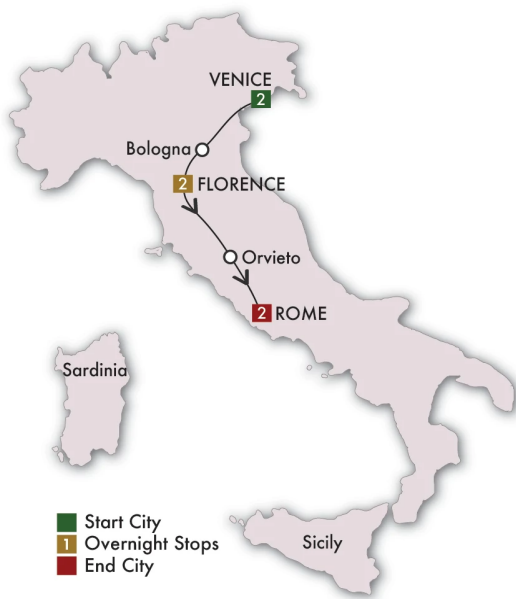 VENICE
2
Bologna
2 FLORENCE
Orvieto
2 ROME
Sardinia
Start City
1 Overnight Stops
End City
Sicily